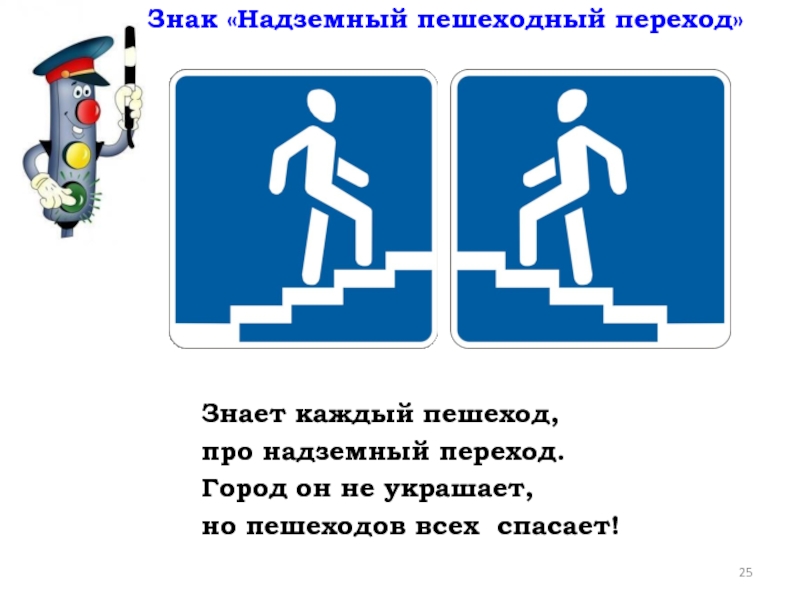 Знак «Надземный пешеходный переход»
Знает каждый пешеход,
про надземный переход.
Город он не украшает,
но пешеходов всех спасает!
25